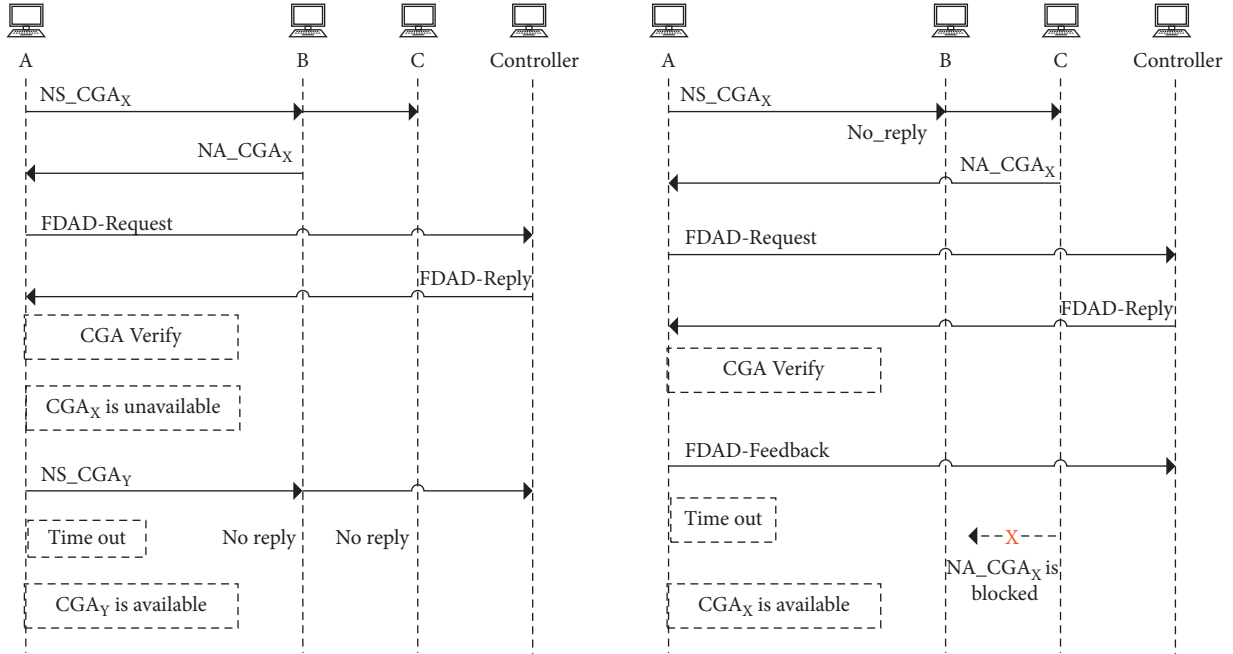 A B C Controller
NS_CGAX
NA_CGAX
FDAD-Request
FDAD-Reply
CGA Verify
CGAX is unavailable
NS_CGAY
Time out
No reply
No reply
CGAY is available
A B C Controller
NS_CGAX
No_reply
NA_CGAX
FDAD-Request
FDAD-Reply
CGA Verify
FDAD-Feedback
Time out
X
NA_CGAX is
blocked
CGAX is available